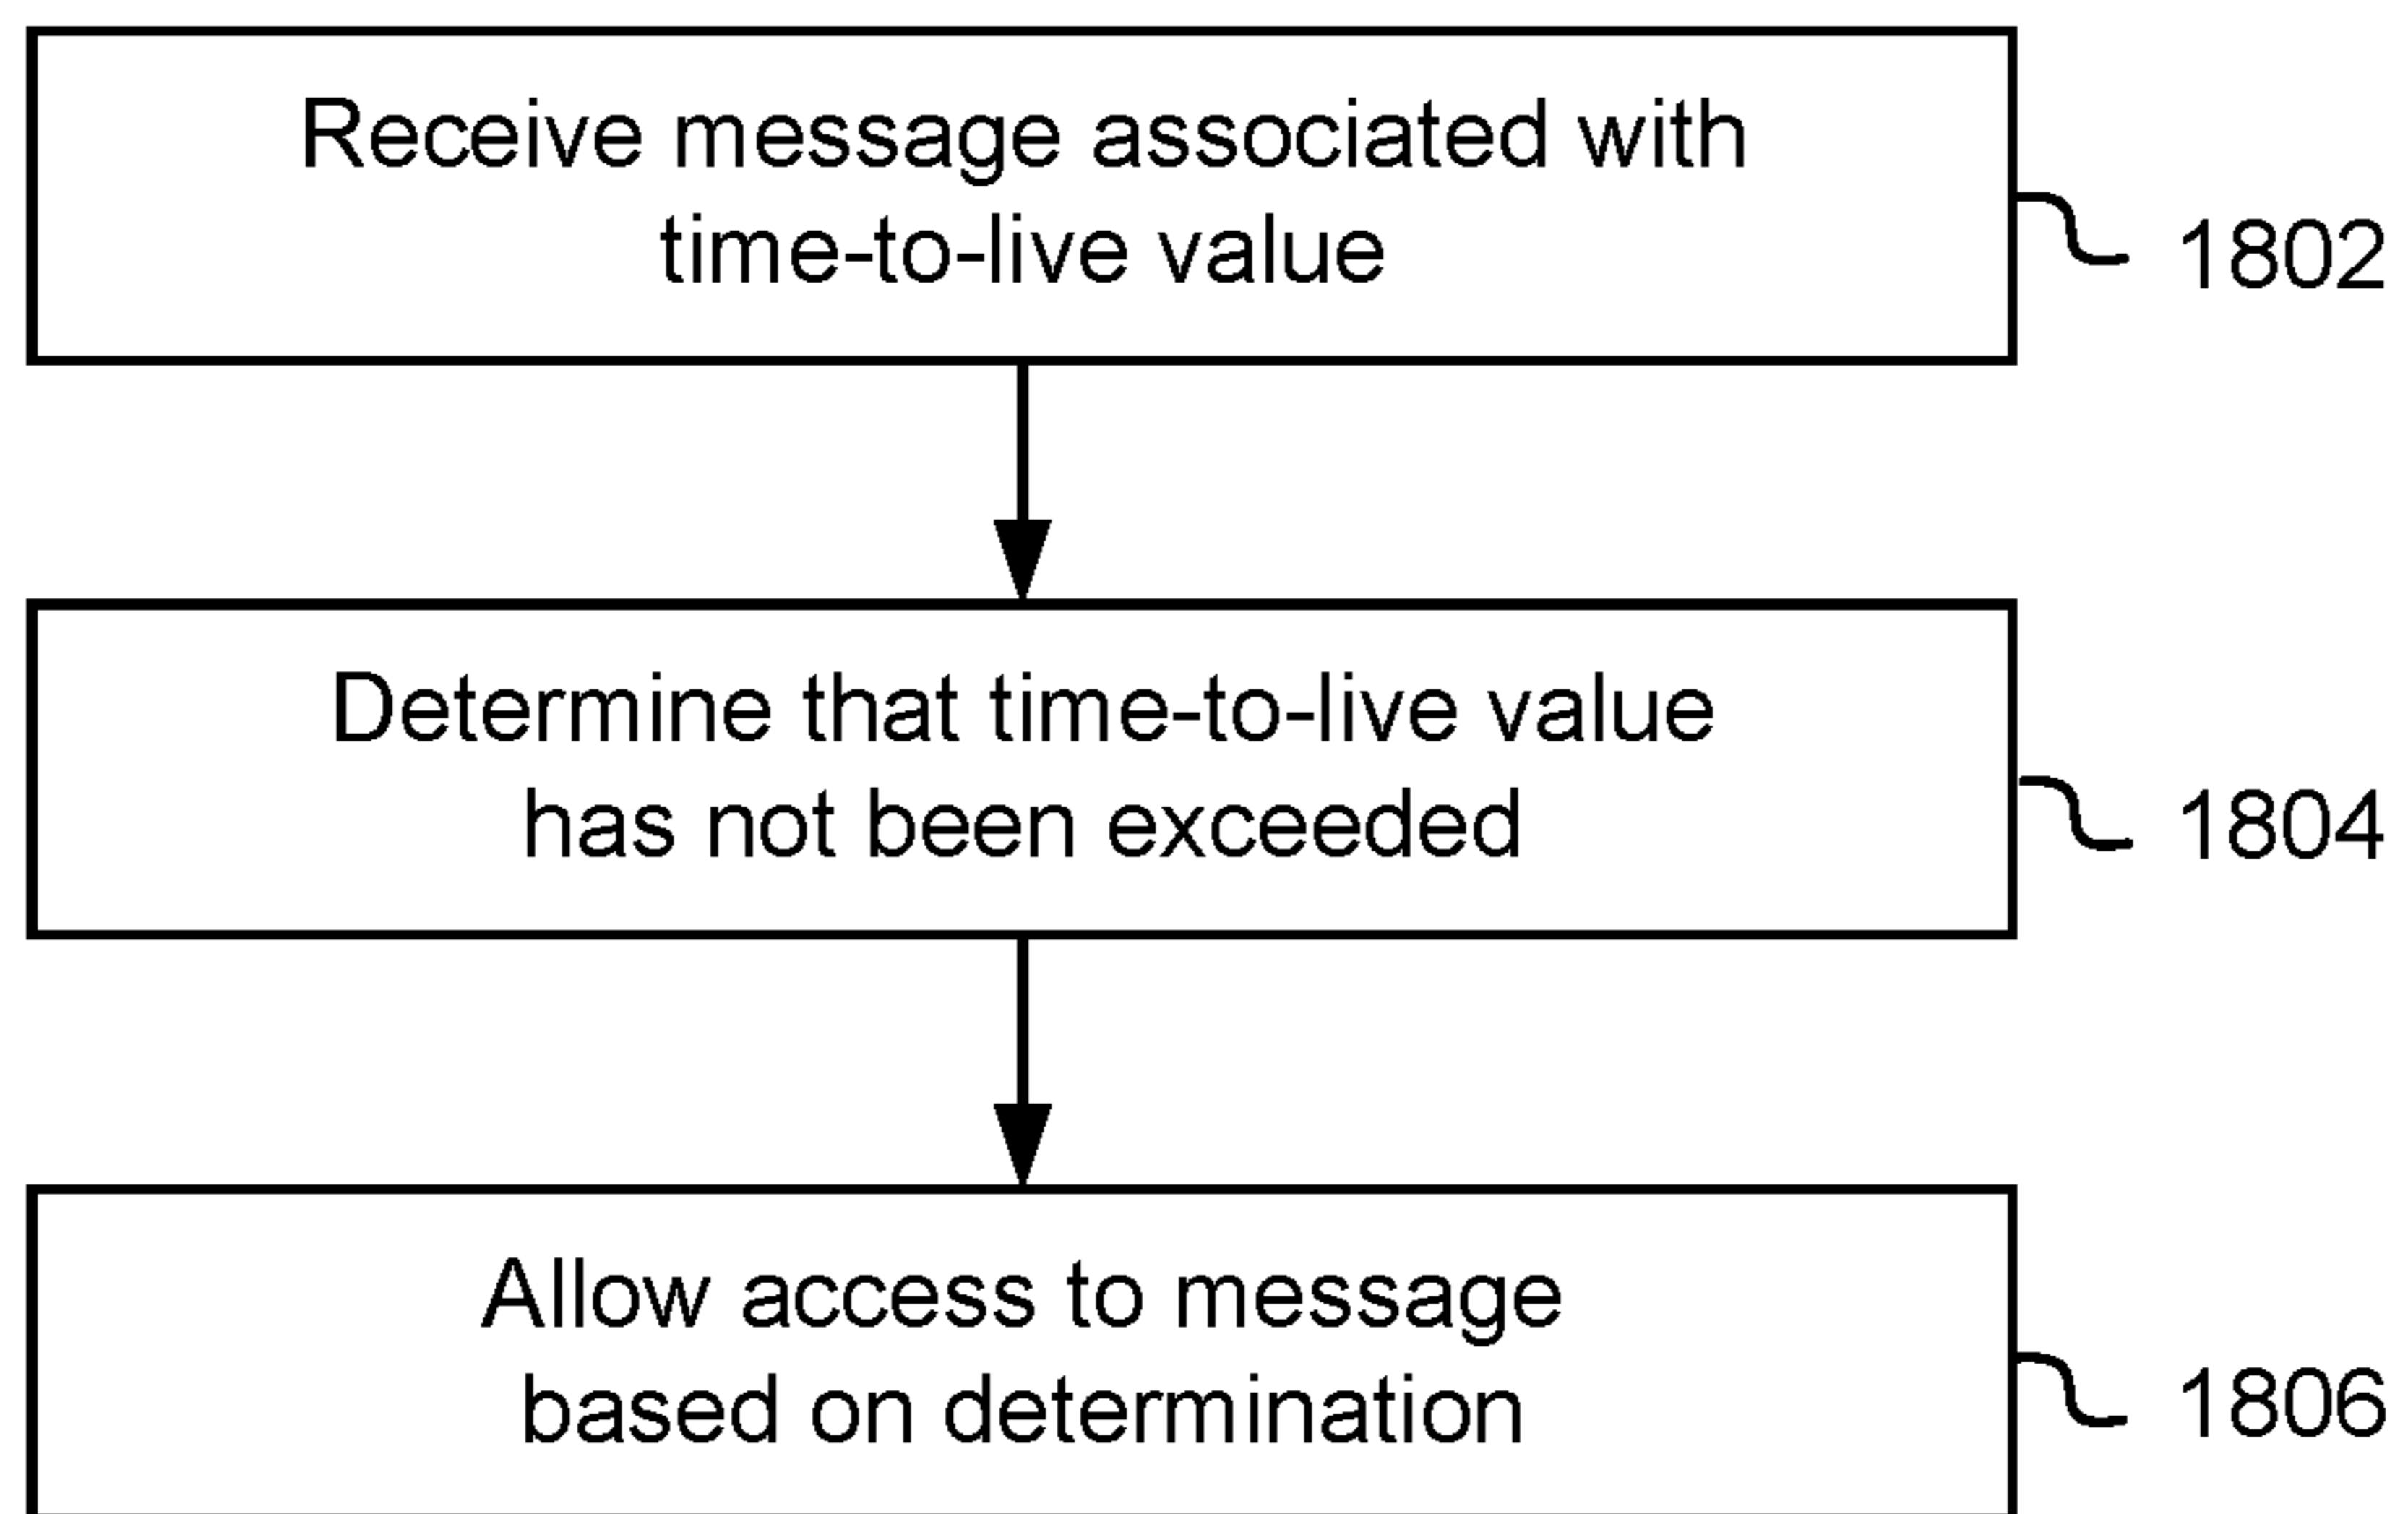 Receive message associated with
time-to-live value
1802
Determine that time-to-live value
has not been exceeded
1804
Allow access to message
based on determination
1806